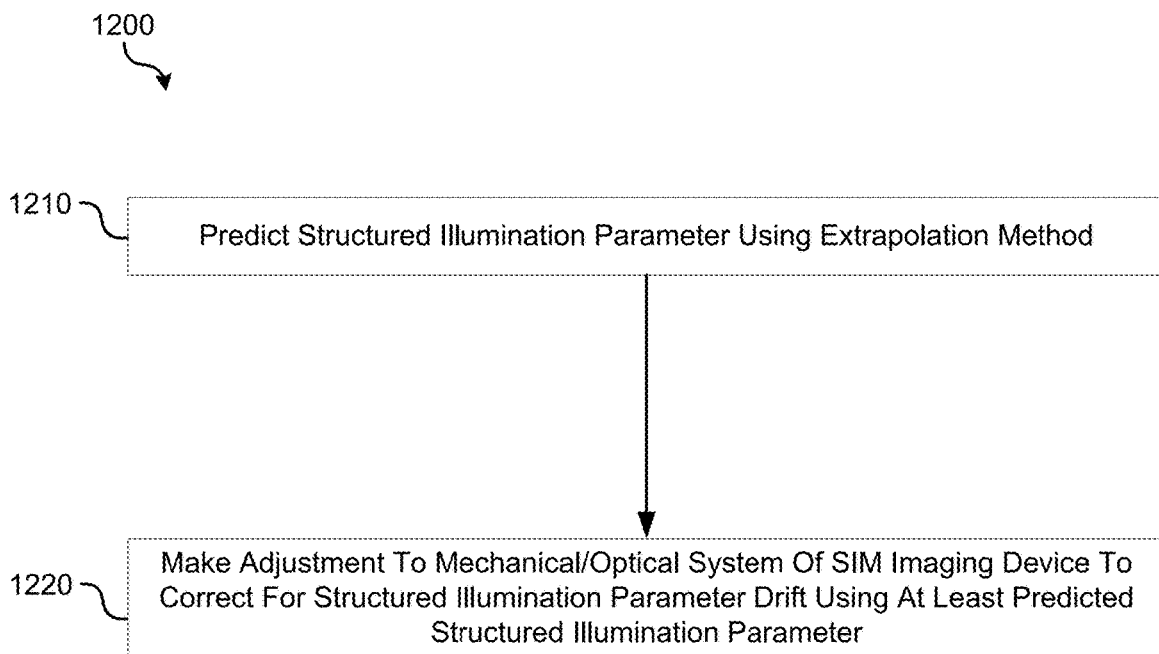 1200
1210
Predict Structured Illumination Parameter Using Extrapolation Method
1220
Make Adjustment To Mechanical/Optical System Of SIM Imaging Device To
Correct For Structured Illumination Parameter Drift Using At Least Predicted
Structured Illumination Parameter